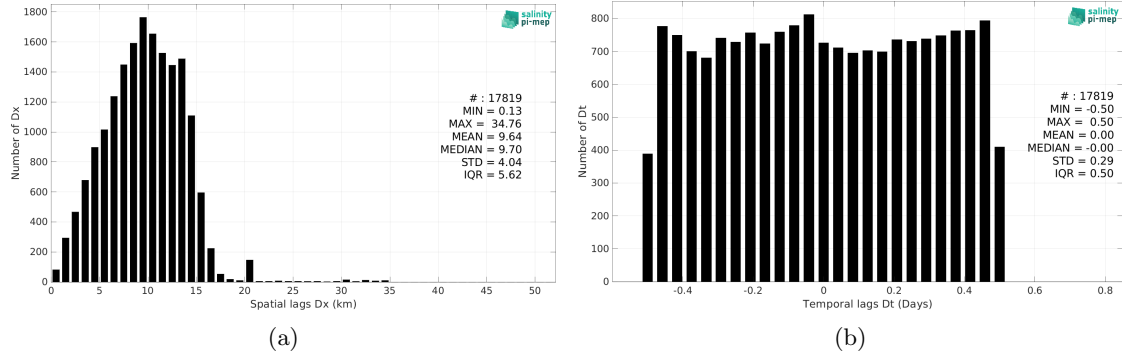 1800
1600
1400
1200
1000
800
600
400
200
0
Number of Dx
salinity
pi-mep
# : 17819
MIN = 0.13
MAX = 34.76
MEAN = 9.64
MEDIAN = 9.70
STD = 4.04
IQR = 5.62
0 5 10 15 20 25 30 35 40 45 50
Spatial lags Dx (km)
(a)
800
700
600
500
400
300
200
100
0
Number of Dt
salinity
pi-mep
# : 17819
MIN = -0.50
MAX = 0.50
MEAN = 0.00
MEDIAN = -0.00
STD = 0.29
IQR = 0.50
-0.4 -0.2 0 0.2 0.4 0.6 0.8
Temporal lags Dt (Days)
(b)